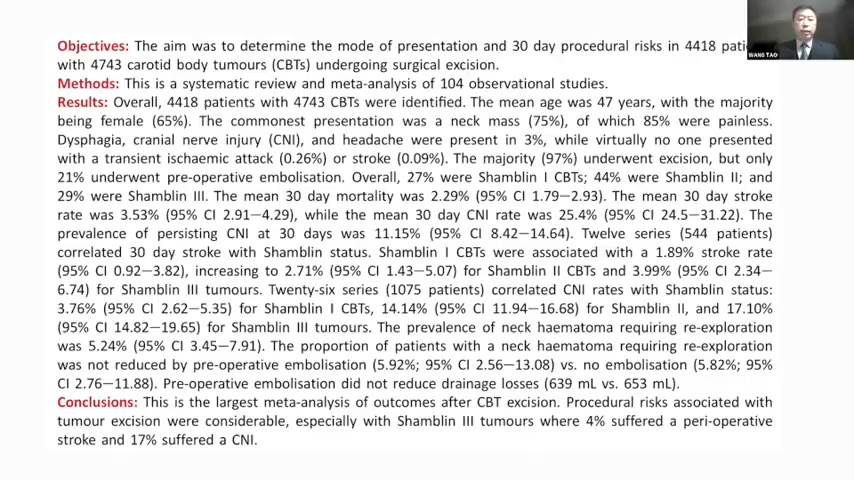 Objectives: The aim was to determine the mode of presentation and 30 day procedural risks in 4418
with 4743 carotid body tumours (CBTs) undergoing surgical excision.
Methods: This is a systematic review and meta-analysis of 104 observational studies.
Results: Overall, 4418 patients with 4743 CBTs were identified. The mean age was 47 years, with the majority
being female (65%). The commonest presentation was a neck mass (75%), of which 85% were painless.
Dysphagia, cranial nerve injury (CNI), and headache were present in 3%, while virtually no one presented
with a transient ischaemic attack (0.26%) or stroke (0.09%). The majority (97%) underwent excision, but only
21% underwent pre-operative embolisation. Overall, 27% were Shamblin I CBTs; 44% were Shamblin II; and
29% were Shamblin III. The mean 30 day mortality was 2.29% (95% CI 1.79–2.93). The mean 30 day stroke
rate was 3.53% (95% CI 2.91–4.29), while the mean 30 day CNI rate was 25.4% (95% CI 24.5–31.22). The
prevalence of persisting CNI at 30 days was 11.15% (95% CI 8.42–14.64). Twelve series (544 patients)
correlated 30 day stroke with Shamblin status. Shamblin I CBTs were associated with a 1.89% stroke rate
(95% CI 0.92–3.82), increasing to 2.71% (95% CI 1.43–5.07) for Shamblin II CBTs and 3.99% (95% CI 2.34–
6.74) for Shamblin III tumours. Twenty-six series (1075 patients) correlated CNI rates with Shamblin status:
3.76% (95% CI 2.62–5.35) for Shamblin I CBTs, 14.14% (95% CI 11.94–16.68) for Shamblin II, and 17.10%
(95% CI 14.82–19.65) for Shamblin III tumours. The prevalence of neck haematoma requiring re-exploration
was 5.24% (95% CI 3.45–7.91). The proportion of patients with a neck haematoma requiring re-exploration
was not reduced by pre-operative embolisation (5.92%; 95% CI 2.56–13.08) vs. no embolisation (5.82%; 95%
CI 2.76–11.88). Pre-operative embolisation did not reduce drainage losses (639 mL vs. 653 mL).
Conclusions: This is the largest meta-analysis of outcomes after CBT excision. Procedural risks associated with
tumour excision were considerable, especially with Shamblin III tumours where 4% suffered a peri-operative
stroke and 17% suffered a CNI.
WANG TAO